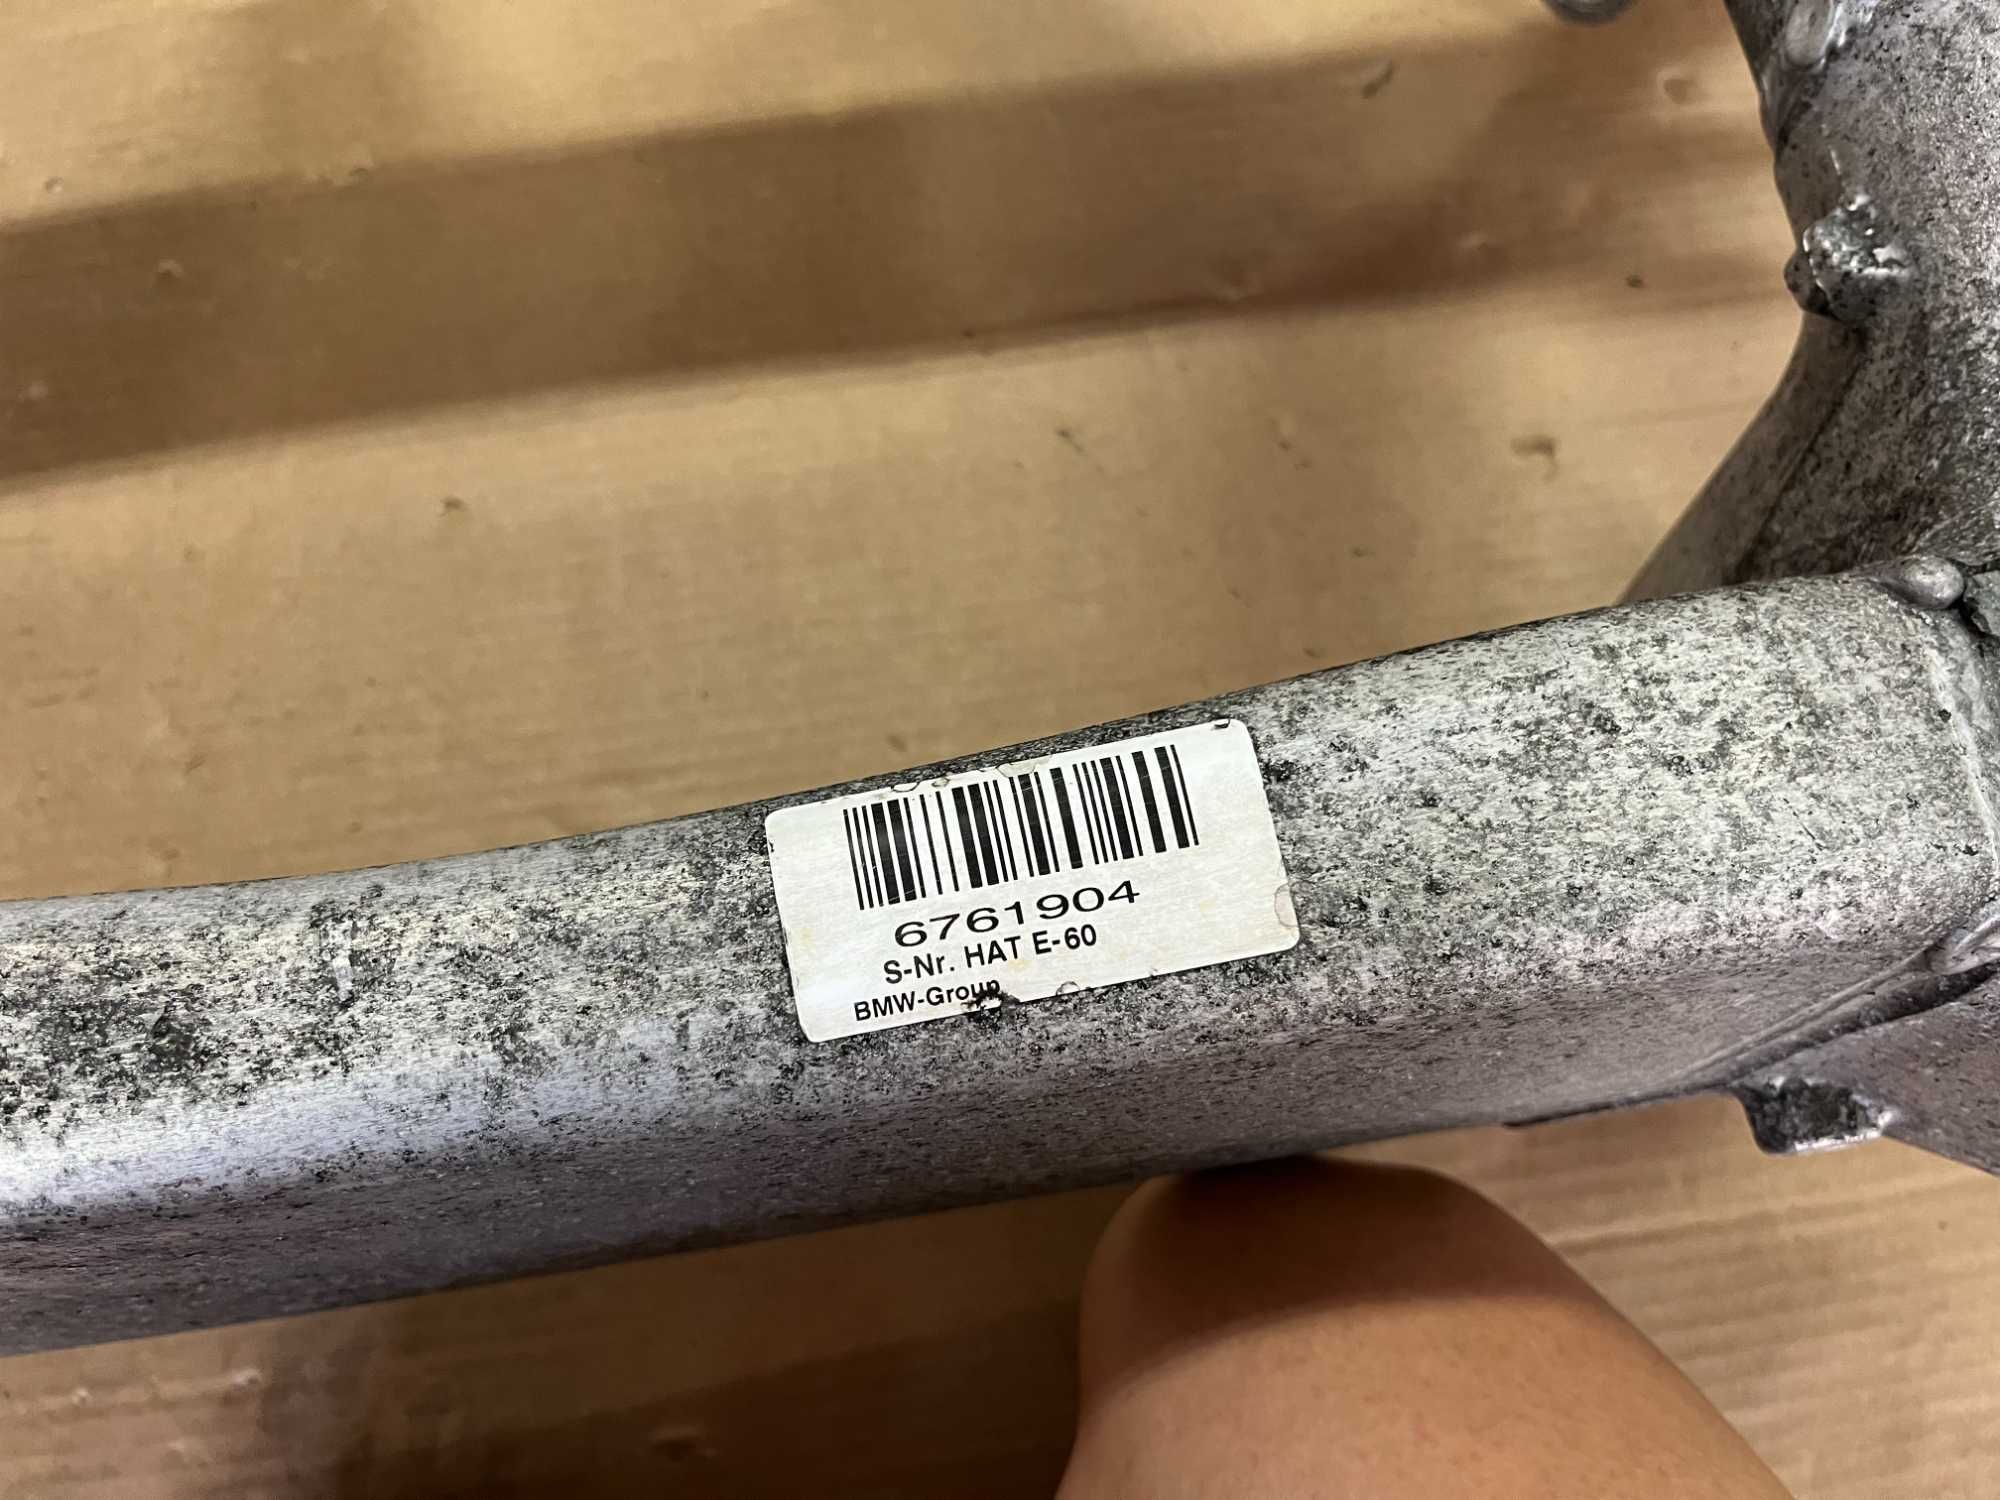 6761904
S-Nr. HAT E-60
BMW-Group